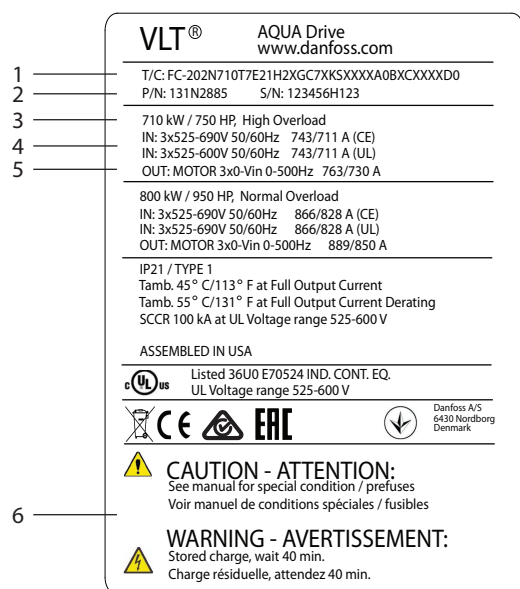 VLT® AQUA Drive
www.danfoss.com
1 T/C: FC-202N710T7E21H2XGC7XKSXXXXA0BXCXXXXD0
2 P/N: 131N2885 S/N: 123456H123
3 710 kW / 750 HP, High Overload
4 IN: 3x525-690V 50/60Hz 743/711 A (CE)
IN: 3x525-600V 50/60Hz 743/711 A (UL)
5 OUT: MOTOR 3x0-Vin 0-500Hz 763/730 A
800 kW / 950 HP, Normal Overload
IN: 3x525-690V 50/60Hz 866/828 A (CE)
IN: 3x525-690V 50/60Hz 866/828 A (UL)
OUT: MOTOR 3x0-Vin 0-500Hz 889/850 A
IP21 / TYPE 1
Tamb. 45° C/113° F at Full Output Current
Tamb. 55° C/131° F at Full Output Current Derating
SCCR 100 kA at UL Voltage range 525-600 V
ASSEMBLED IN USA
c UL us Listed 36U0 E70524 IND. CONT. EQ.
UL Voltage range 525-600 V
CE EAC
Danfoss A/S
6430 Nordborg
Denmark
CAUTION - ATTENTION:
See manual for special condition / prefuses
Voir manuel de conditions spéciales / fusibles
6
WARNING - AVERTISSEMENT:
Stored charge, wait 40 min.
Charge résiduelle, attendez 40 min.